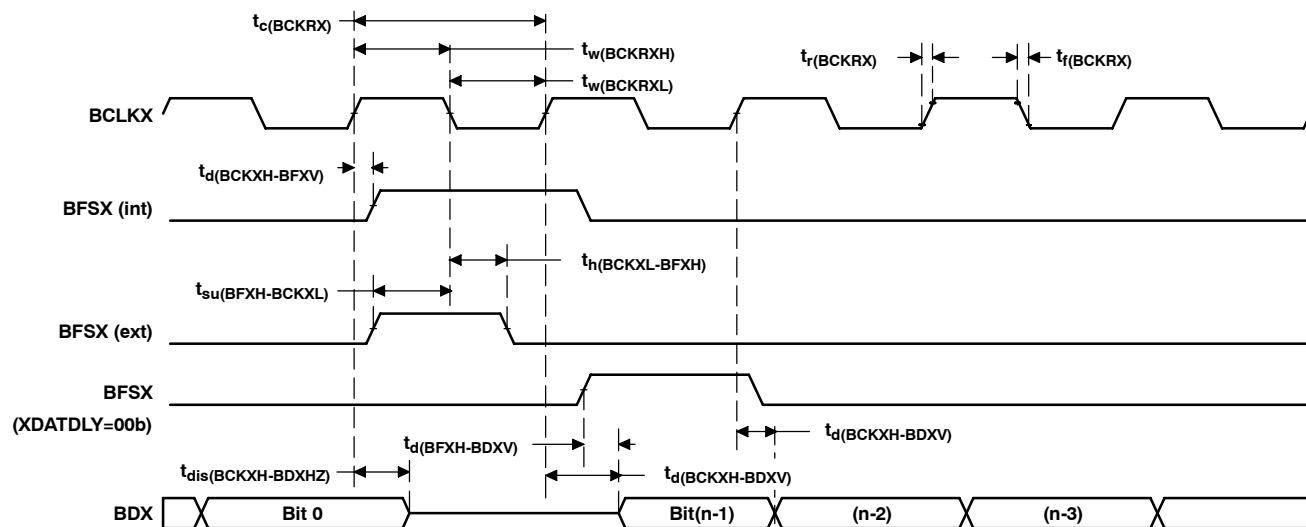 tc(BCKRX)
tw(BCKRXH)
tr(BCKRX)
tf(BCKRX)
tw(BCKRXL)
BCLKX
td(BCKXH-BFXV)
BFSX (int)
th(BCKXL-BFXH)
tsu(BFXH-BCKXL)
BFSX (ext)
BFSX
(XDATDLY=00b)
td(BFXH-BDXV)
td(BCKXH-BDXV)
tdis(BCKXH-BDXHZ)
td(BCKXH-BDXV)
BDX
Bit 0
Bit(n-1)
(n-2)
(n-3)